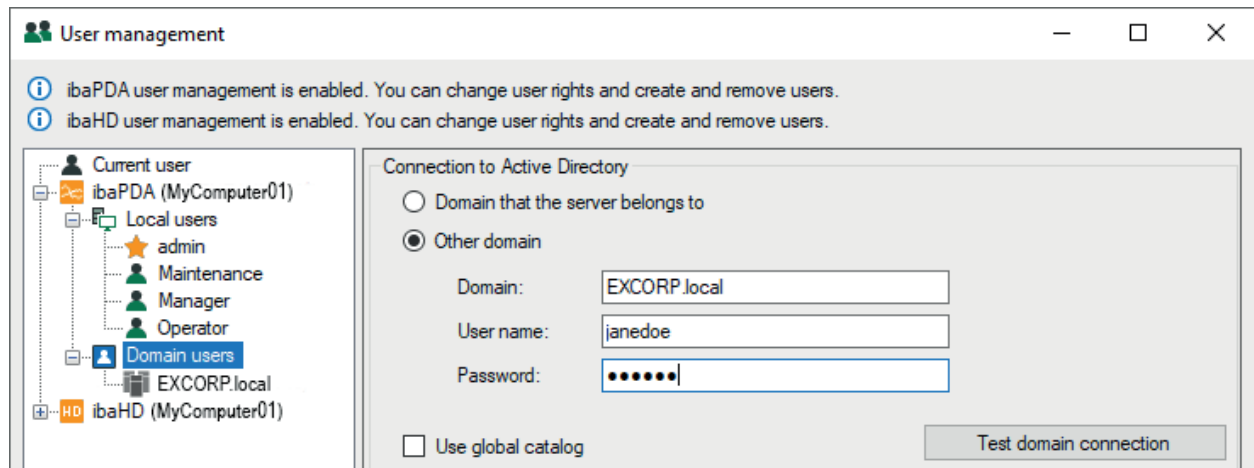 User management
ibaPDA user management is enabled. You can change user rights and create and remove users.
ibaHD user management is enabled. You can change user rights and create and remove users.
Current user
ibaPDA (MyComputer01)
Local users
admin
Maintenance
Manager
Operator
Domain users
EXCORP.local
HD ibaHD (MyComputer01)
Connection to Active Directory
Domain that the server belongs to
Other domain
Domain: EXCORP.local
User name: janedoe
Password: ●●●●●●
Use global catalog
Test domain connection